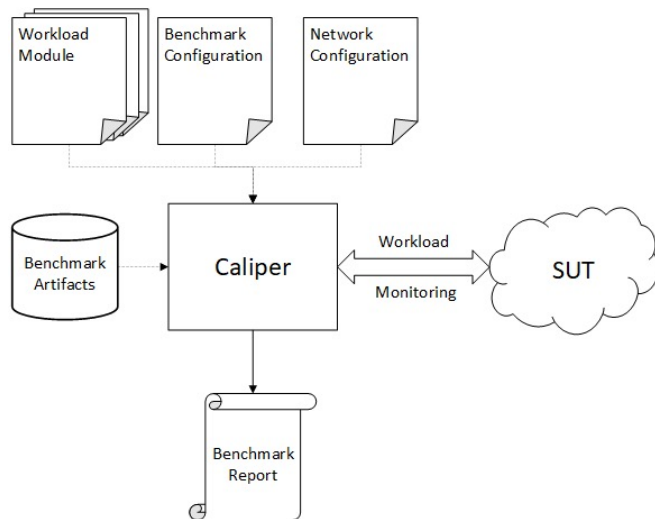 Workload
Module
Benchmark
Configuration
Network
Configuration
Benchmark
Artifacts
Caliper
Workload
Monitoring
SUT
Benchmark
Report